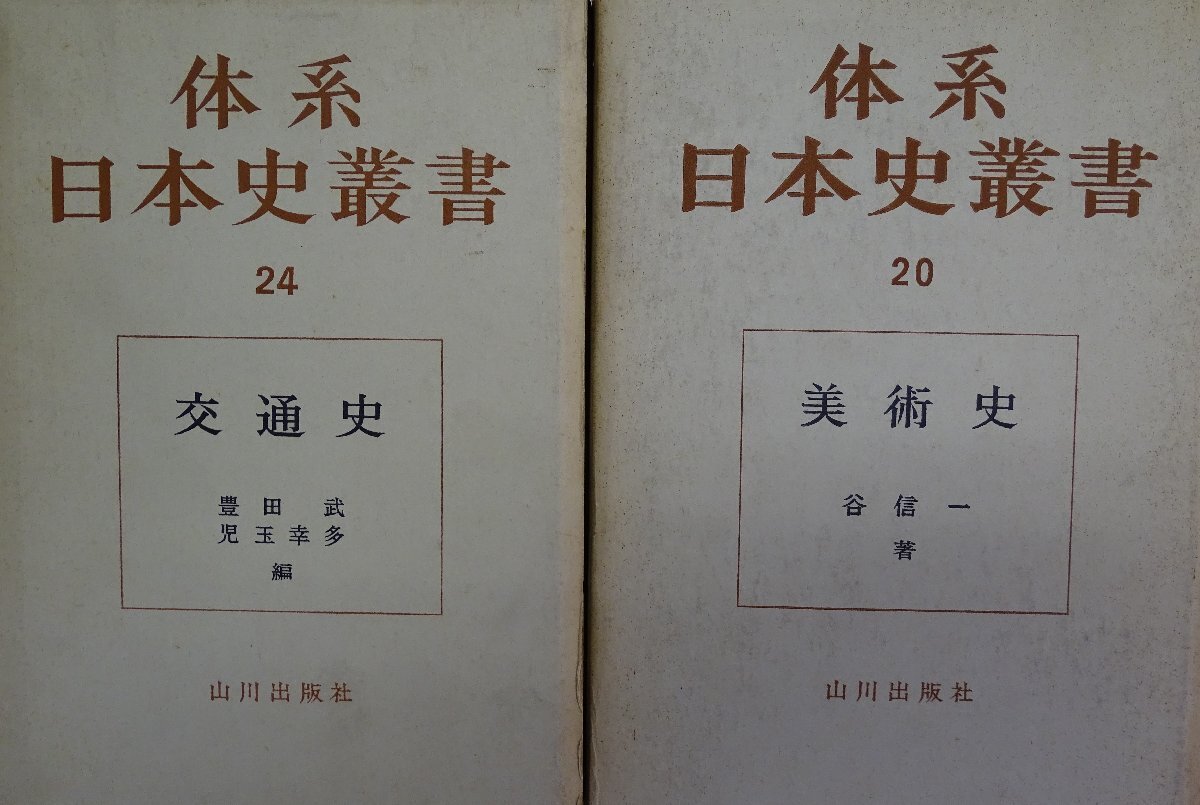 体系
日本史叢書
24
交通史
豊田 武
児玉幸多
編
山川出版社
体系
日本史叢書
20
美術史
谷信一
著
山川出版社